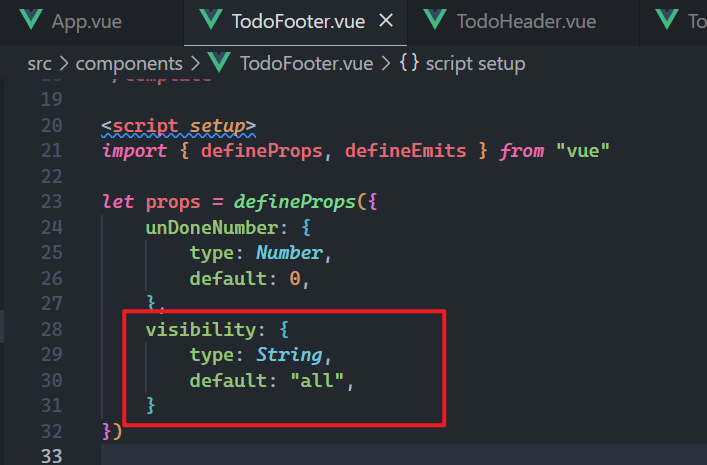 App.vue TodoFooter.vue TodoHeader.vue To
src > components > TodoFooter.vue > {} script setup
19
20 <script setup>
21 import { defineProps, defineEmits } from "vue"
22
23 let props = defineProps({
24 unDoneNumber: {
25 type: Number,
26 default: 0,
27 },
28 visibility: {
29 type: String,
30 default: "all",
31 }
32 })
33